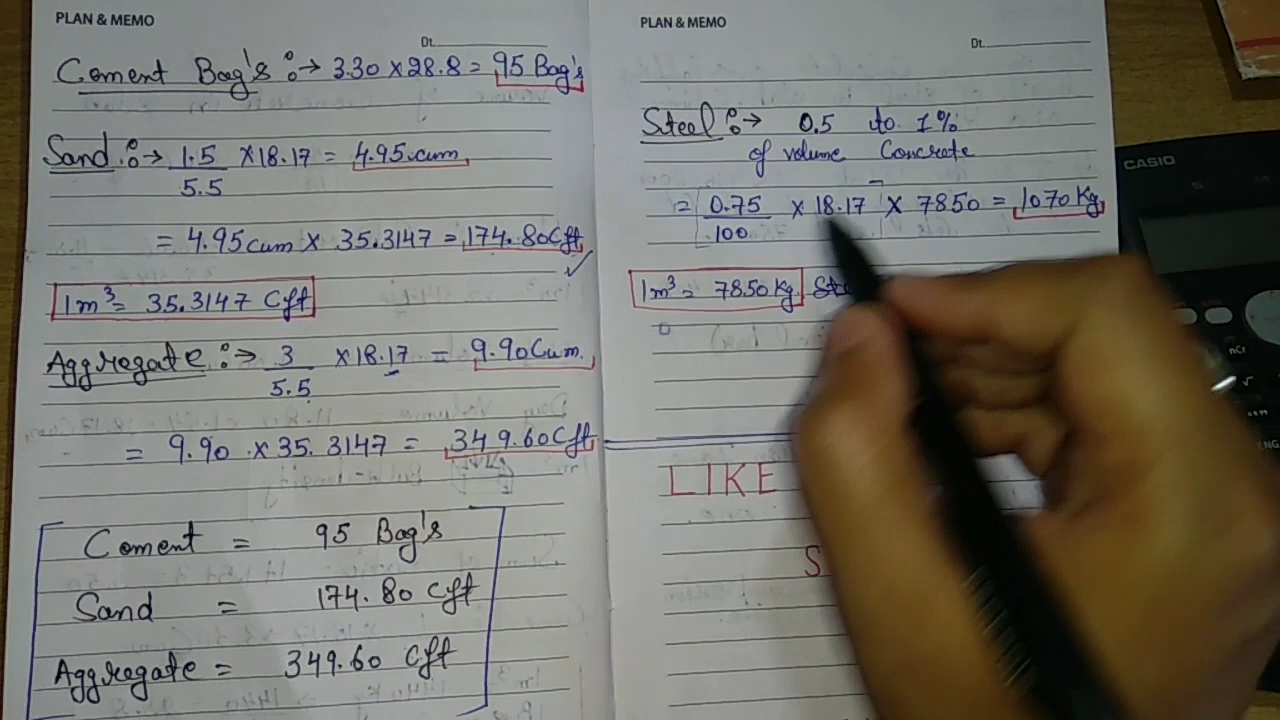 PLAN & MEMO
Dt.
Cement Bag's :→ 3.30 × 28.8 = 95 Bag's
Sand :→ 1.5/5.5 × 18.17 = 4.95 cum
= 4.95 Cum × 35.3147 = 174.80 Cft
1m³ = 35.3147 Cft
Aggregate :→ 3/5.5 × 18.17 = 9.90 Cum
= 9.90 × 35.3147 = 349.60 Cft
Cement = 95 Bag's
Sand = 174.80 Cft
Aggregate = 349.60 Cft
PLAN & MEMO
Dt.
Steel :→ 0.5 to 1%
of volume Concrete
= 0.75/100 × 18.17 × 7850 = 1070 Kg
1m³ = 7850 Kg
LIKE
S
CASIO
nCr